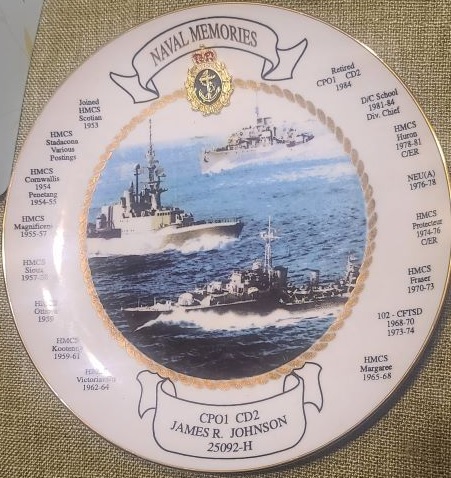 NAVAL MEMORIES
Joined
HMCS
Scotian
1953
HMCS
Stadacona
Various
Postings
HMCS
Cornwallis
1954
Penetang
1954-55
HMCS
Magnificent
1955-57
HMCS
Sioux
HMCS
Ottawa
1959
HMCS
Kootenay
1959-61
HMCS
Victoriaville
1962-64
Retired
CPO1 CD2
1984
D/C School
1981-84
Div. Chief
HMCS
Huron
1978-81
C/ER
NEU(A)
1976-78
HMCS
Protecteur
1974-76
C/ER
HMCS
Fraser
1970-73
102 - CFTSD
1968-70
1973-74
HMCS
Margaree
1965-68
CPO1 CD2
JAMES R. JOHNSON
25092-H